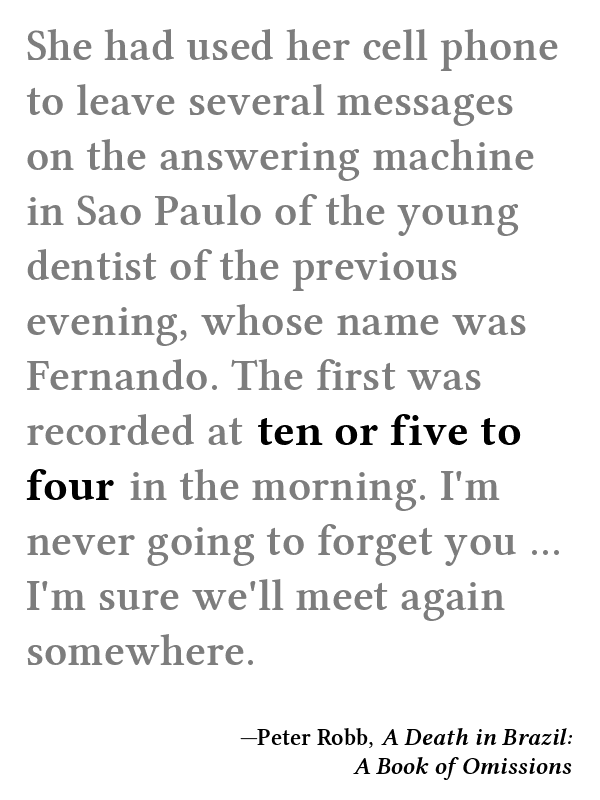 She had used her cell phone
to leave several messages
on the answering machine
in Sao Paulo of the young
dentist of the previous
evening, whose name was
Fernando. The first was
recorded at ten or five to
four in the morning. I'm
never going to forget you ...
I'm sure we'll meet again
somewhere.
—Peter Robb, A Death in Brazil:
A Book of Omissions